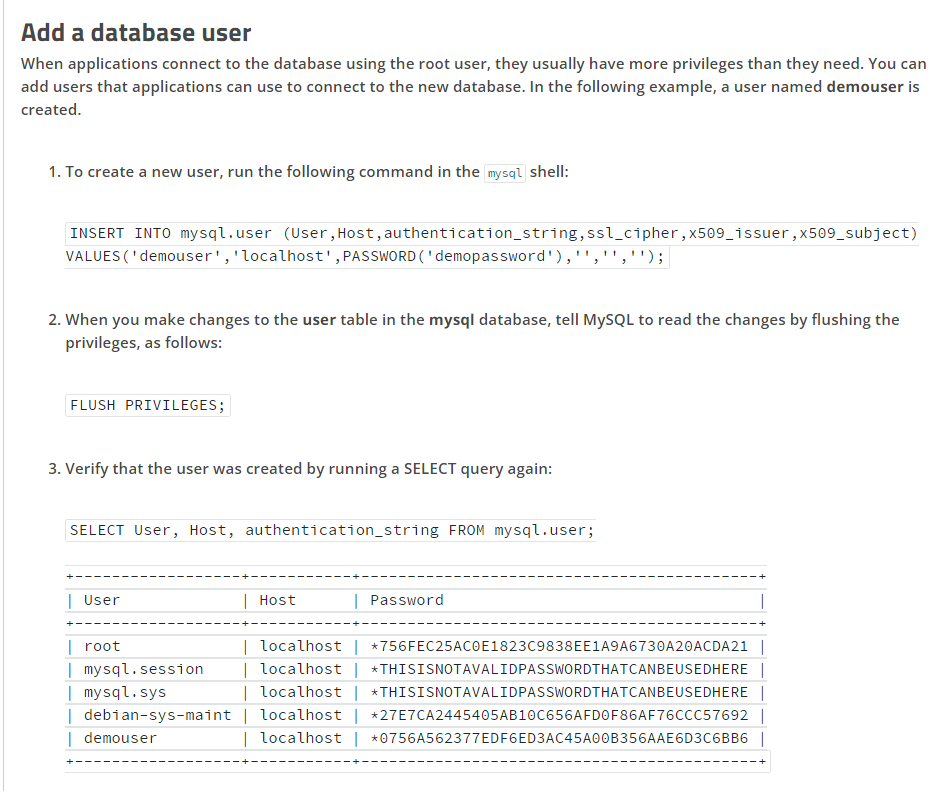 Add a database user
When applications connect to the database using the root user, they usually have more privileges than they need. You can
add users that applications can use to connect to the new database. In the following example, a user named demouser is
created.
1. To create a new user, run the following command in the mysql shell:
INSERT INTO mysql.user (User,Host,authentication_string,ssl_cipher,x509_issuer,x509_subject)
VALUES('demouser','localhost',PASSWORD('demopassword'),'','','');
2. When you make changes to the user table in the mysql database, tell MySQL to read the changes by flushing the
privileges, as follows:
FLUSH PRIVILEGES;
3. Verify that the user was created by running a SELECT query again:
SELECT User, Host, authentication_string FROM mysql.user;
+------------------+-----------+-------------------------------------------+
| User             | Host      | Password                                  |
+------------------+-----------+-------------------------------------------+
| root             | localhost | *756FEC25AC0E1823C9838EE1A9A6730A20ACDA21 |
| mysql.session    | localhost | *THISISNOTAVALIDPASSWORDTHATCANBEUSEDHERE |
| mysql.sys        | localhost | *THISISNOTAVALIDPASSWORDTHATCANBEUSEDHERE |
| debian-sys-maint | localhost | *27E7CA2445405AB10C656AFD0F86AF76CCC57692 |
| demouser         | localhost | *0756A562377EDF6ED3AC45A00B356AAE6D3C6BB6 |
+------------------+-----------+-------------------------------------------+